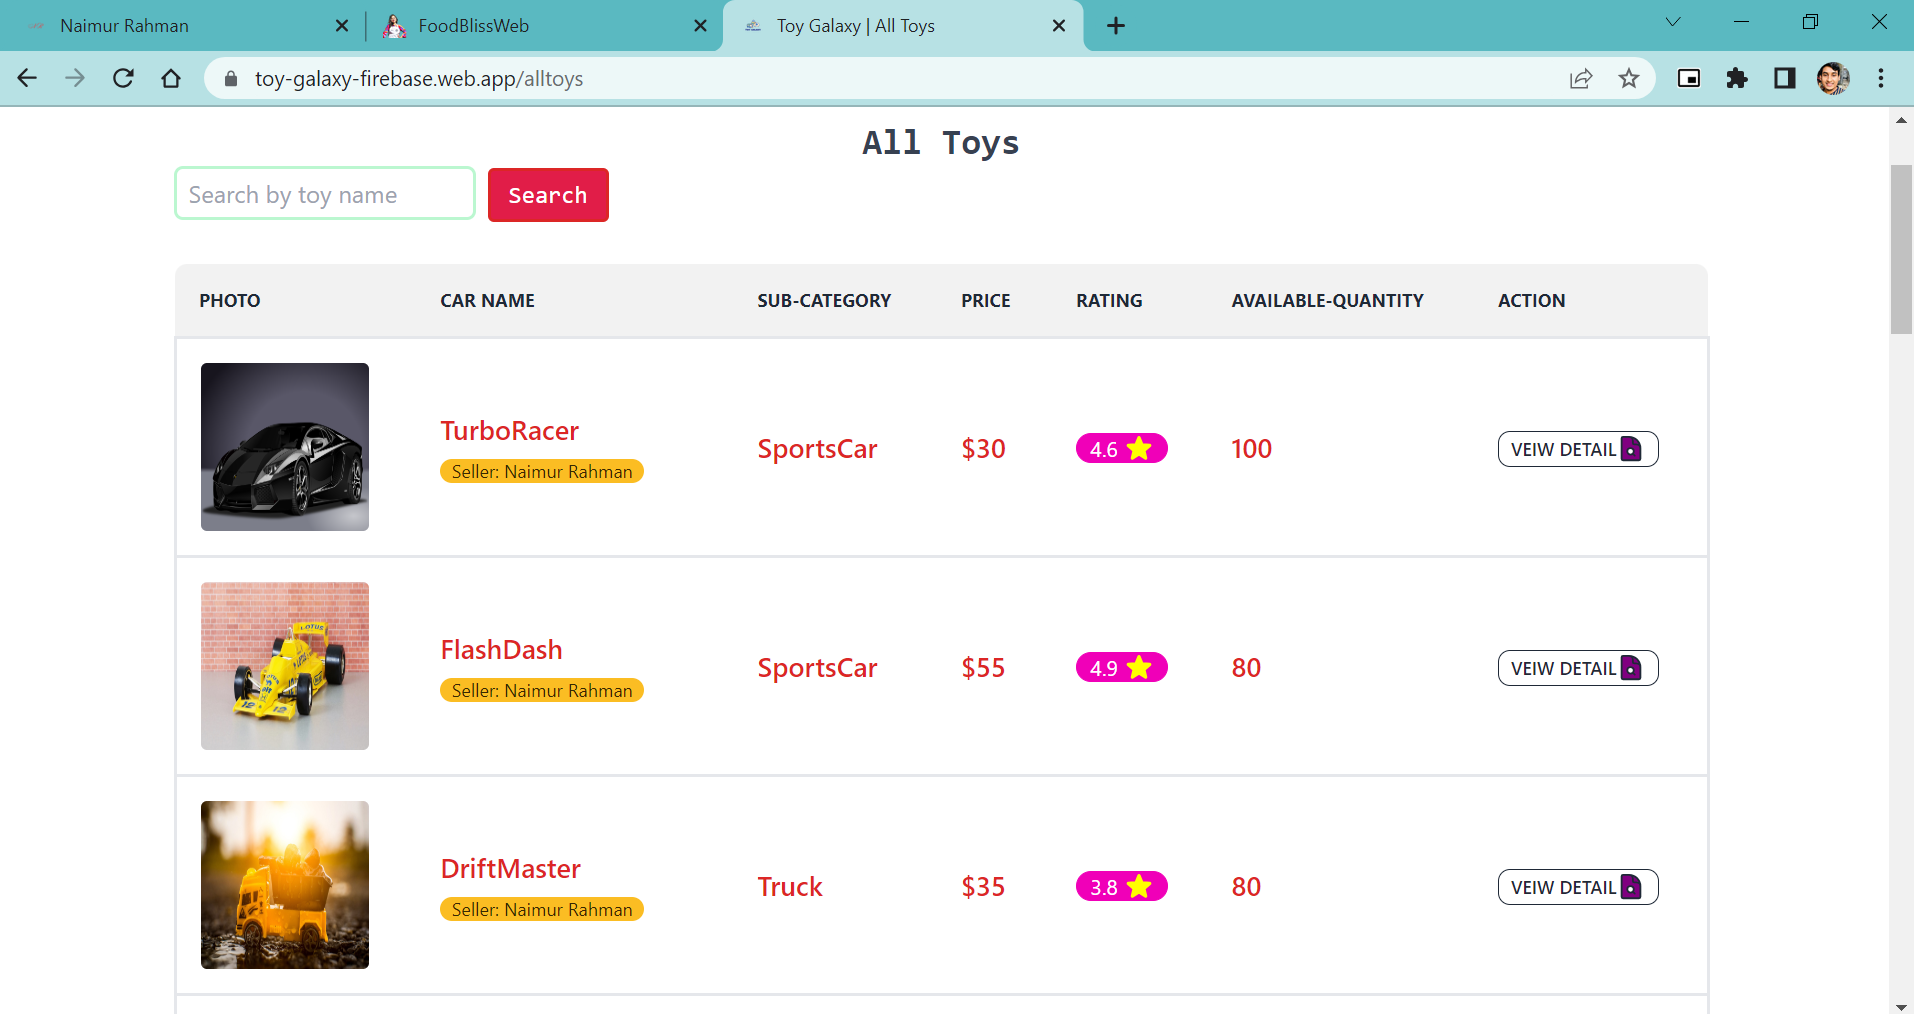 Naimur Rahman
FoodBlissWeb
Toy Galaxy | All Toys
toy-galaxy-firebase.web.app/alltoys
All Toys
Search by toy name
Search
PHOTO CAR NAME SUB-CATEGORY PRICE RATING AVAILABLE-QUANTITY ACTION
TurboRacer
Seller: Naimur Rahman
SportsCar $30 4.6 100 VEIW DETAIL
LOTUS
12 12
FlashDash
Seller: Naimur Rahman
SportsCar $55 4.9 80 VEIW DETAIL
DriftMaster
Seller: Naimur Rahman
Truck $35 3.8 80 VEIW DETAIL